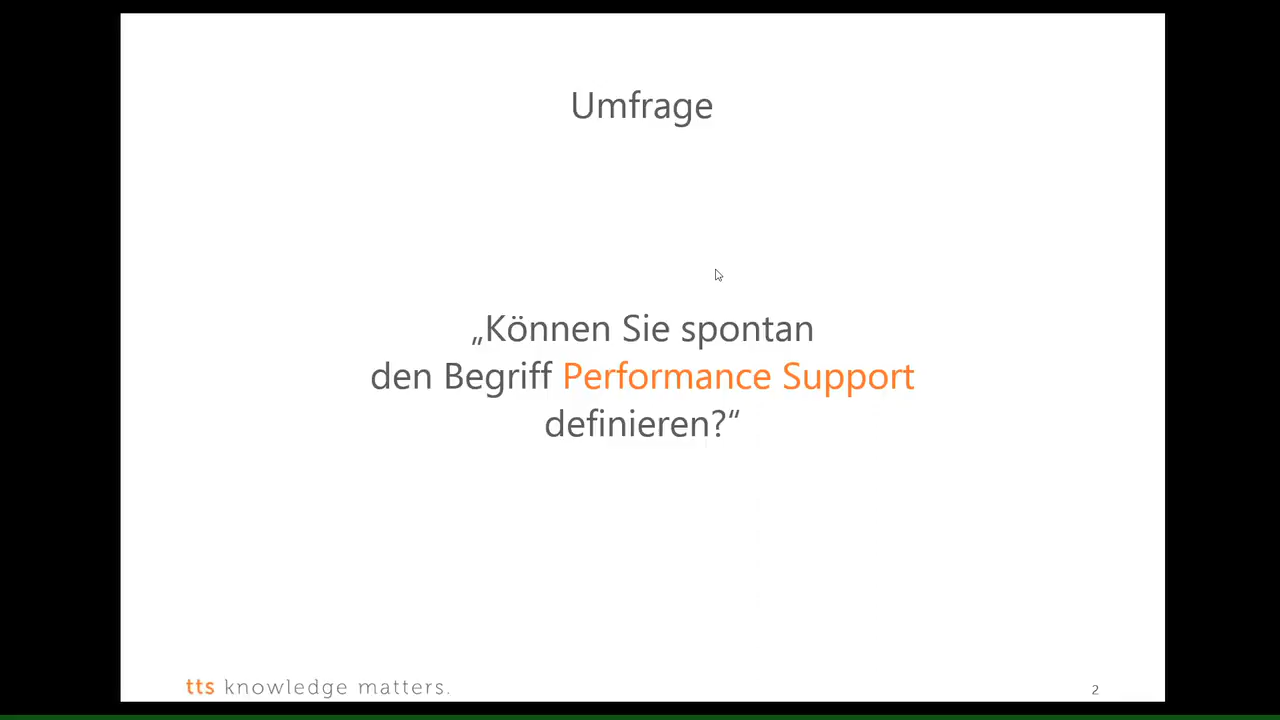 Umfrage
„Können Sie spontan
den Begriff Performance Support
definieren?“
tts knowledge matters.
2